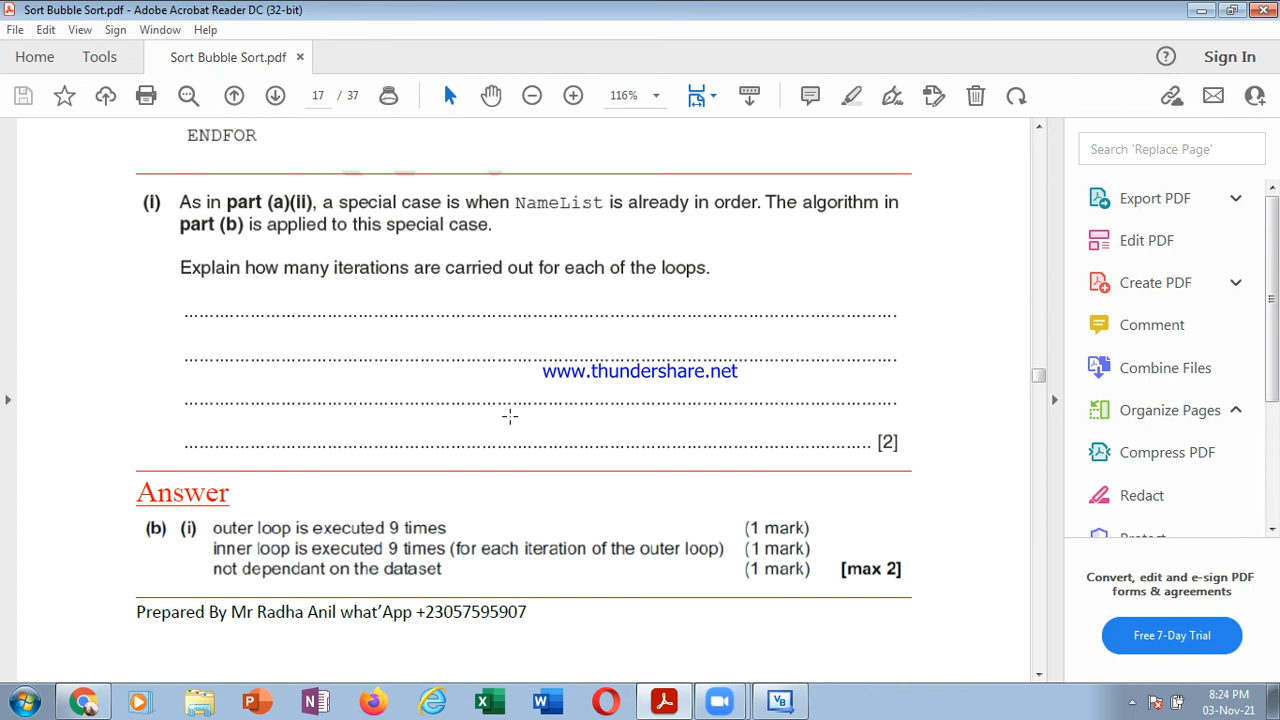 Sort Bubble Sort.pdf - Adobe Acrobat Reader DC (32-bit)
File Edit View Sign Window Help
Home Tools Sort Bubble Sort.pdf × Sign In
17 / 37 116%
ENDFOR
(i) As in part (a)(ii), a special case is when NameList is already in order. The algorithm in
part (b) is applied to this special case.
Explain how many iterations are carried out for each of the loops.
www.thundershare.net
[2]
Answer
(b) (i) outer loop is executed 9 times (1 mark)
inner loop is executed 9 times (for each iteration of the outer loop) (1 mark)
not dependant on the dataset (1 mark) [max 2]
Prepared By Mr Radha Anil what’App +23057595907
Search 'Replace Page'
Export PDF
Edit PDF
Create PDF
Comment
Combine Files
Organize Pages
Compress PDF
Redact
Convert, edit and e-sign PDF
forms & agreements
Free 7-Day Trial
8:24 PM
03-Nov-21